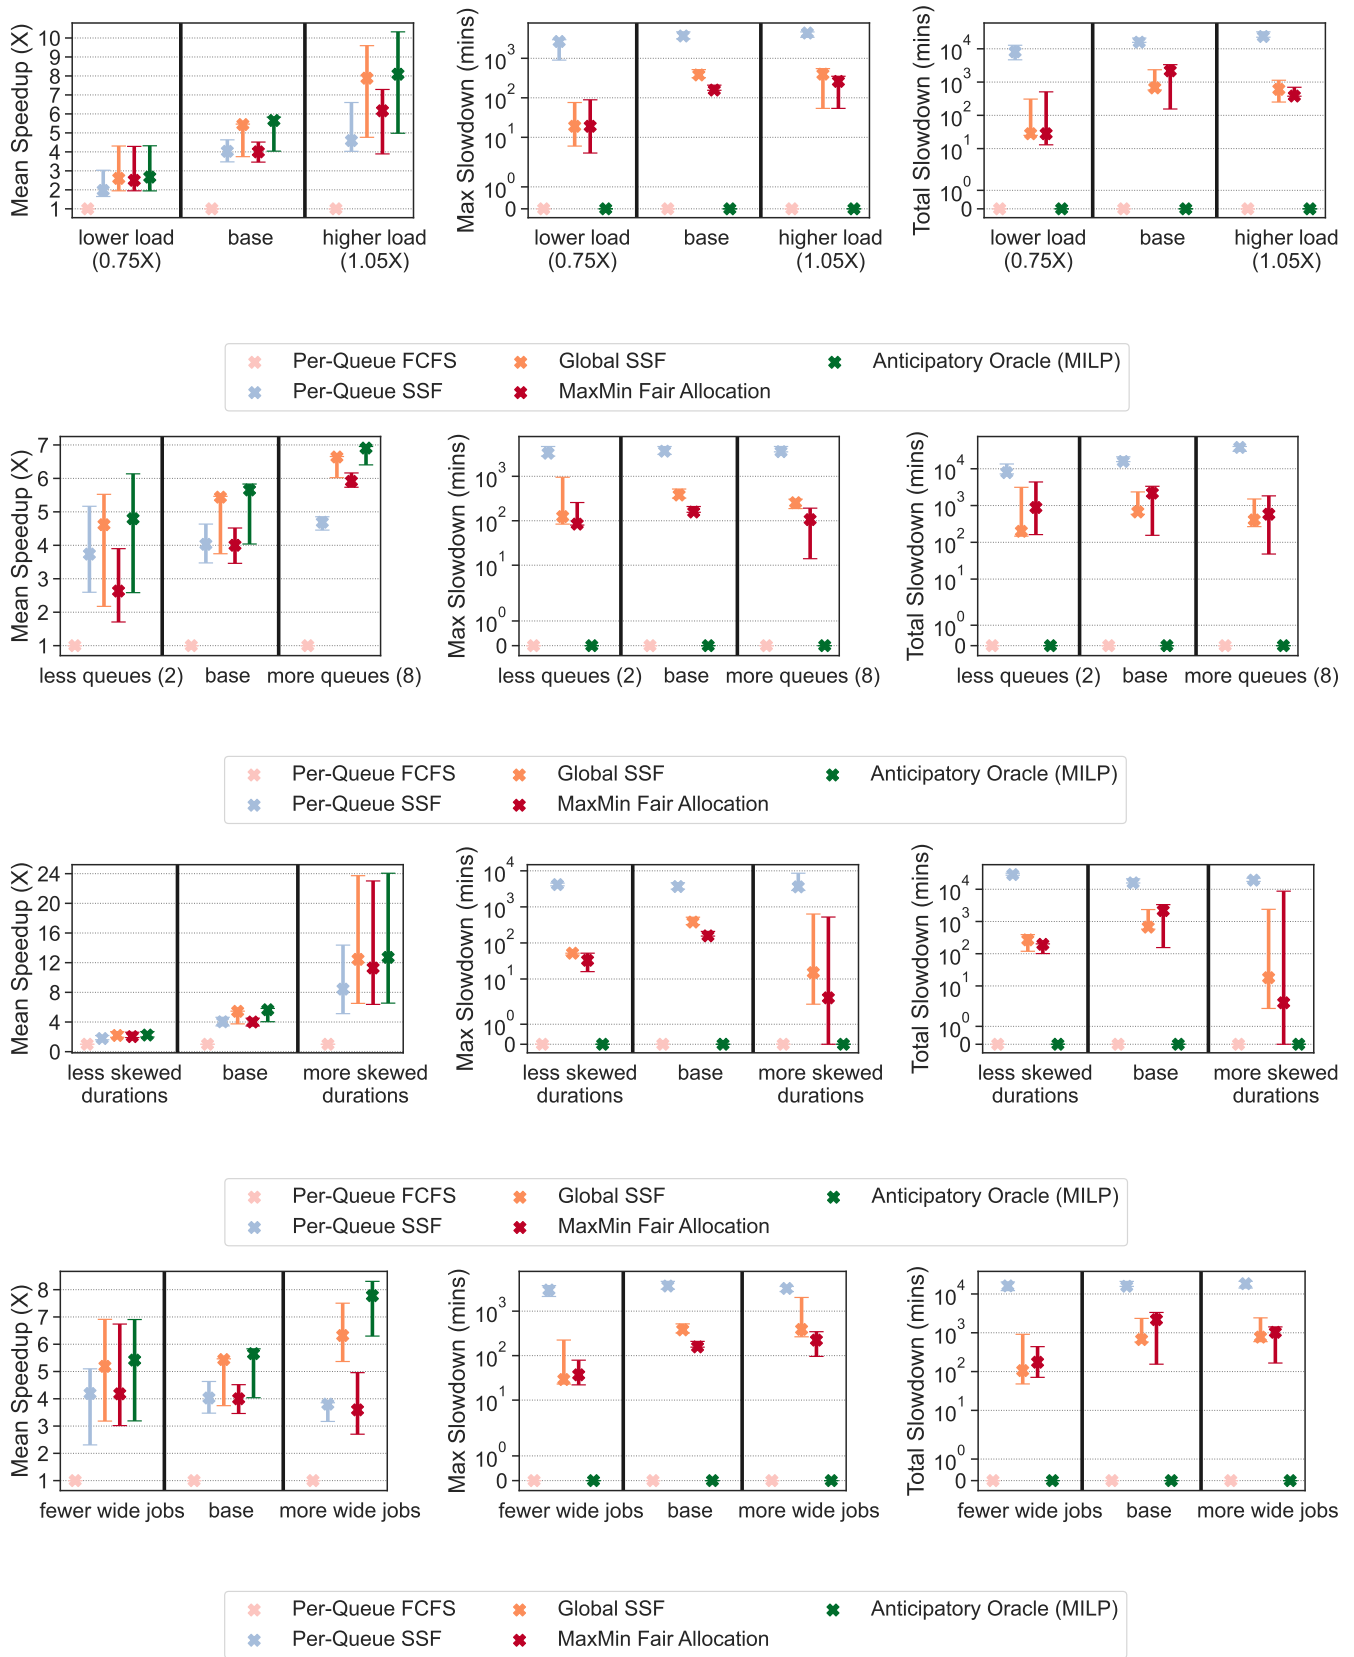 Mean Speedup (X)
10
9
8
7
6
5
4
3
2
1
lower load (0.75X)
base
higher load (1.05X)
Max Slowdown (mins)
10^3
10^2
10^1
10^0
0
lower load (0.75X)
base
higher load (1.05X)
Total Slowdown (mins)
10^4
10^3
10^2
10^1
10^0
0
lower load (0.75X)
base
higher load (1.05X)
Per-Queue FCFS
Global SSF
Anticipatory Oracle (MILP)
Per-Queue SSF
MaxMin Fair Allocation
Mean Speedup (X)
7
6
5
4
3
2
1
less queues (2)
base
more queues (8)
Max Slowdown (mins)
10^3
10^2
10^1
10^0
0
less queues (2)
base
more queues (8)
Total Slowdown (mins)
10^4
10^3
10^2
10^1
10^0
0
less queues (2)
base
more queues (8)
Per-Queue FCFS
Global SSF
Anticipatory Oracle (MILP)
Per-Queue SSF
MaxMin Fair Allocation
Mean Speedup (X)
24
20
16
12
8
4
0
less skewed durations
base
more skewed durations
Max Slowdown (mins)
10^4
10^3
10^2
10^1
10^0
0
less skewed durations
base
more skewed durations
Total Slowdown (mins)
10^4
10^3
10^2
10^1
10^0
0
less skewed durations
base
more skewed durations
Per-Queue FCFS
Global SSF
Anticipatory Oracle (MILP)
Per-Queue SSF
MaxMin Fair Allocation
Mean Speedup (X)
8
7
6
5
4
3
2
1
fewer wide jobs
base
more wide jobs
Max Slowdown (mins)
10^3
10^2
10^1
10^0
0
fewer wide jobs
base
more wide jobs
Total Slowdown (mins)
10^4
10^3
10^2
10^1
10^0
0
fewer wide jobs
base
more wide jobs
Per-Queue FCFS
Global SSF
Anticipatory Oracle (MILP)
Per-Queue SSF
MaxMin Fair Allocation